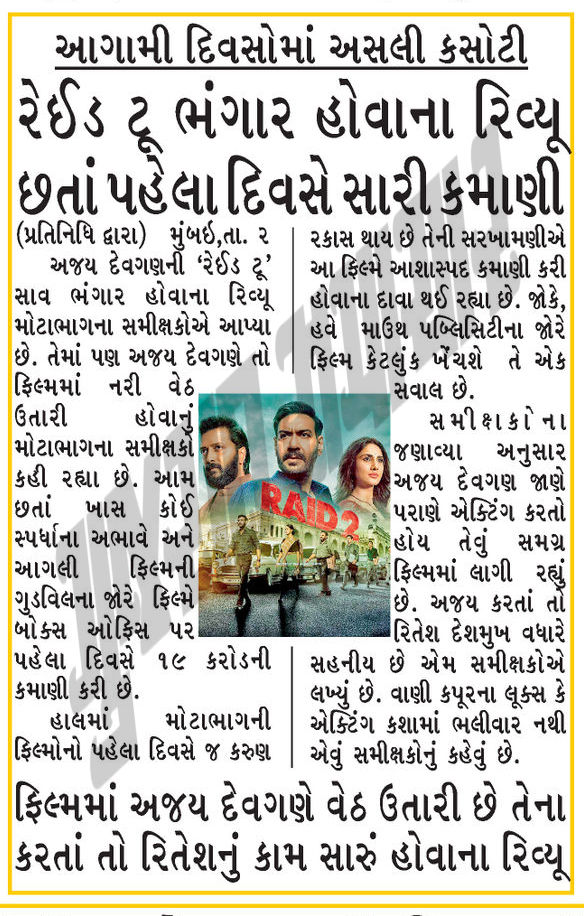 આગામી દિવસોમાં અસલી કસોટી
રેઈડ ટૂ ભંગાર હોવાના રિવ્યૂ
છતાં પહેલા દિવસે સારી કમાણી
(પ્રતિનિધિ દ્વારા) મુંબઇ,તા. ૨
અજય દેવગણની ‘રેઈડ ટૂ’
સાવ ભંગાર હોવાના રિવ્યૂ
મોટાભાગના સમીક્ષકોએ આપ્યા
છે. તેમાં પણ અજય દેવગણે તો
ફિલ્મમાં નરી વેઠ
ઉતારી હોવાનું
મોટાભાગના સમીક્ષકો
કહી રહ્યા છે. આમ
છતાં ખાસ કોઈ
સ્પર્ધાના અભાવે અને
આગલી ફિલ્મની
ગુડવિલના જોરે ફિલ્મે
બોક્સ ઓફિસ પર
પહેલા દિવસે ૧૯ કરોડની
કમાણી કરી છે.
હાલમાં મોટાભાગની
ફિલ્મોનો પહેલા દિવસે જ કરુણ
રકાસ થાય છે તેની સરખામણીએ
આ ફિલ્મે આશાસ્પદ કમાણી કરી
હોવાના દાવા થઈ રહ્યા છે. જોકે,
હવે માઉથ પબ્લિસિટીના જોરે
ફિલ્મ કેટલુંક ખેંચશે તે એક
સવાલ છે.
સમીક્ષકોના
જણાવ્યા અનુસાર
અજય દેવગણ જાણે
પરાણે એક્ટિંગ કરતો
હોય તેવું સમગ્ર
ફિલ્મમાં લાગી રહ્યું
છે. અજય કરતાં તો
રિતેશ દેશમુખ વધારે
સહનીય છે એમ સમીક્ષકોએ
લખ્યું છે. વાણી કપૂરના લૂક્સ કે
એક્ટિંગ કશામાં ભલીવાર નથી
એવું સમીક્ષકોનું કહેવું છે.
RAID 2
ફિલ્મમાં અજય દેવગણે વેઠ ઉતારી છે તેના
કરતાં તો રિતેશનું કામ સારું હોવાના રિવ્યૂ